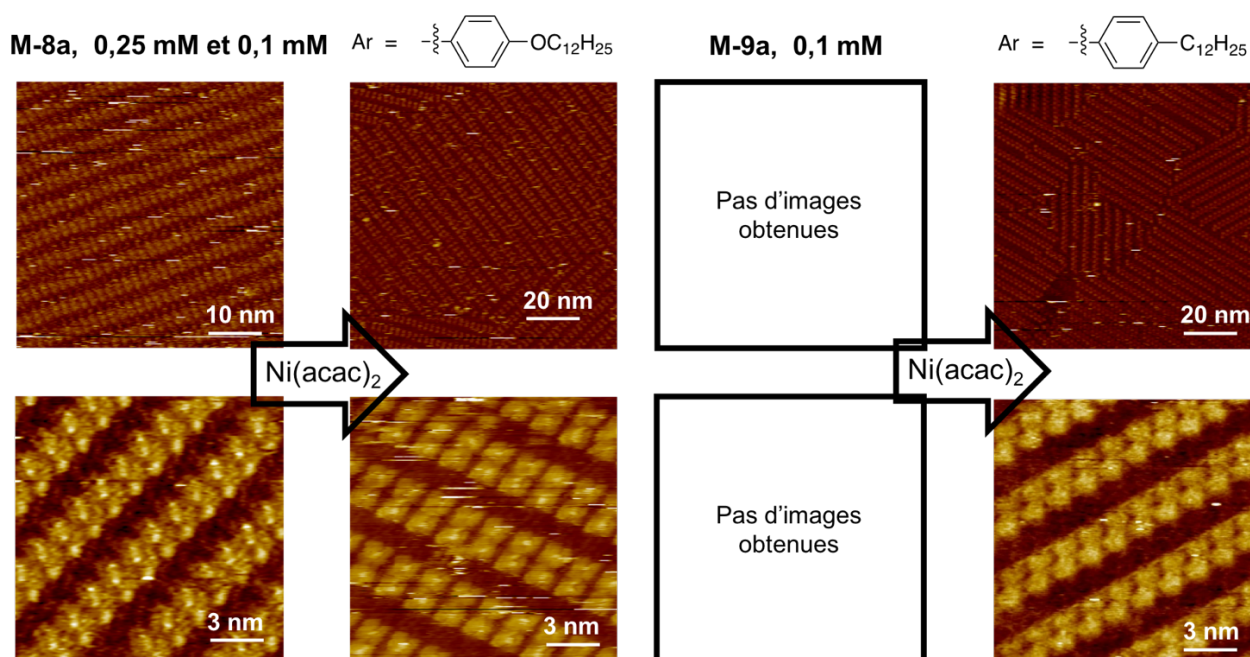 M-8a, 0,25 mM et 0,1 mM
Ar =
OC12H25
M-9a, 0,1 mM
Ar =
C12H25
10 nm
20 nm
Pas d'images
obtenues
20 nm
Ni(acac)2
Ni(acac)2
3 nm
3 nm
Pas d'images
obtenues
3 nm